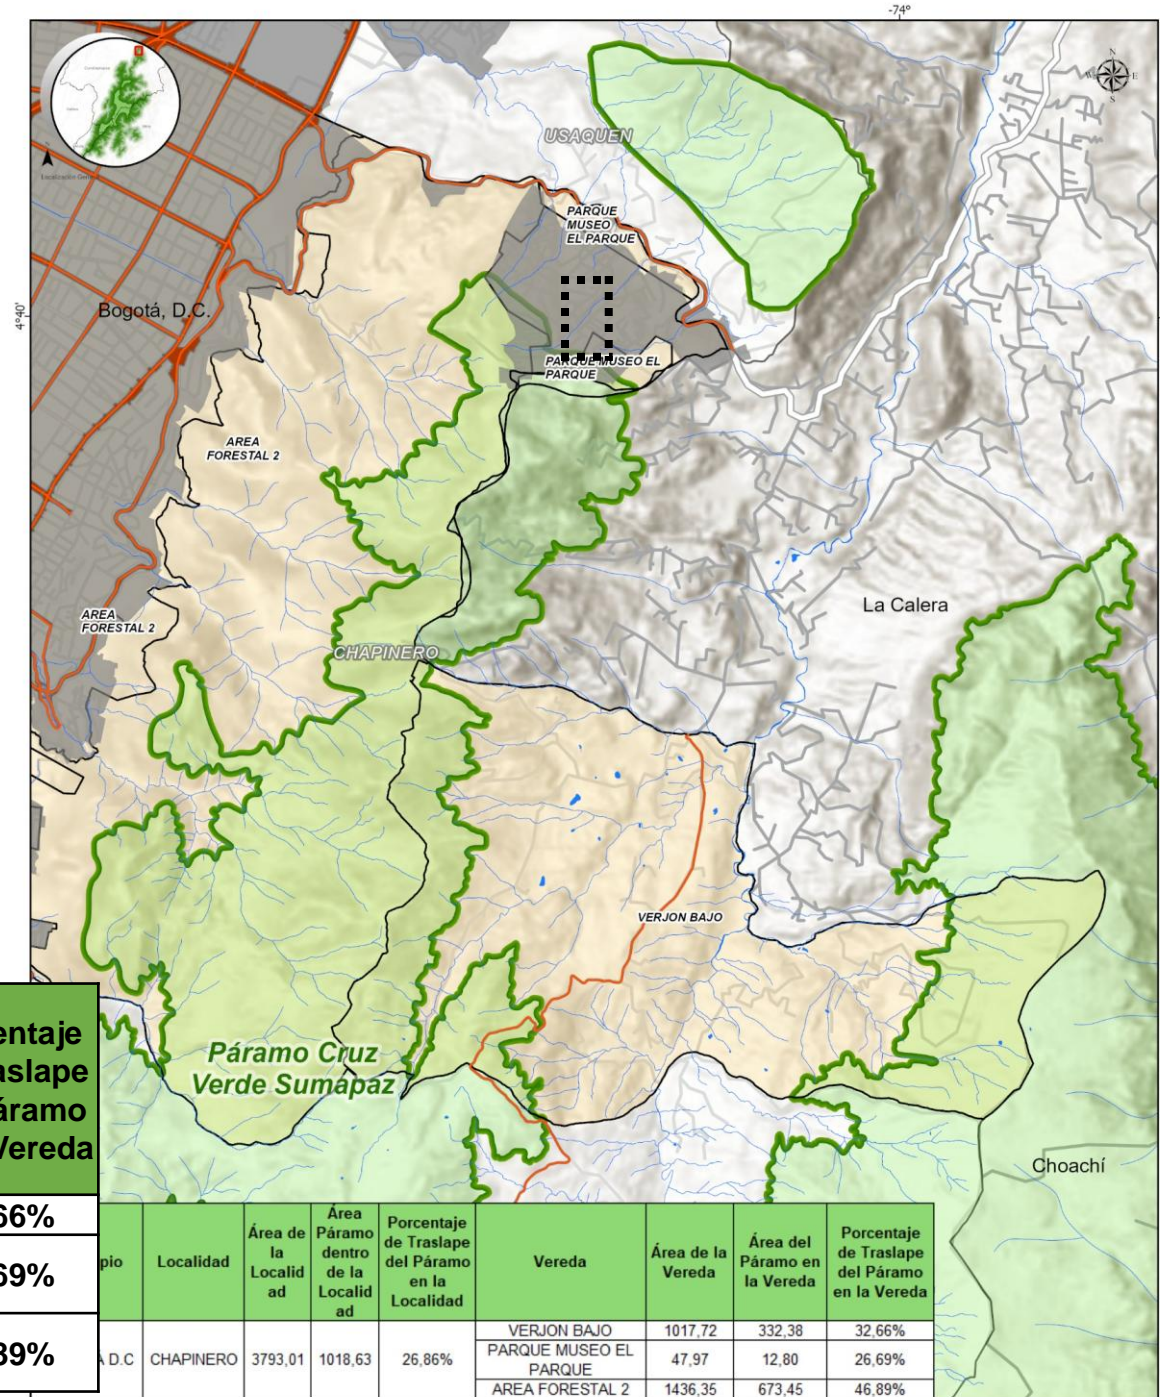 -74°
4°40'
USAQUEN
PARQUE
MUSEO
EL PARQUE
Bogotá, D.C.
PARQUE MUSEO EL
PARQUE
AREA
FORESTAL 2
AREA
FORESTAL 2
La Calera
CHAPINERO
VERJON BAJO
Páramo Cruz
Verde Sumapaz
Choachí
entaje
aslape
áramo
Vereda
66%
69%
89%
pio
Localidad
Área de
la
Localid
ad
Área
Páramo
dentro
de la
Localid
ad
Porcentaje
de Traslape
del Páramo
en la
Localidad
Vereda
Área de la
Vereda
Área del
Páramo en
la Vereda
Porcentaje
de Traslape
del Páramo
en la Vereda
A D.C CHAPINERO 3793,01 1018,63 26,86%
VERJON BAJO 1017,72 332,38 32,66%
PARQUE MUSEO EL
PARQUE 47,97 12,80 26,69%
AREA FORESTAL 2 1436,35 673,45 46,89%